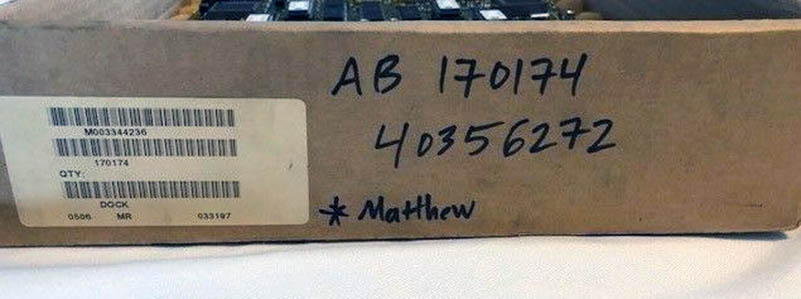 AB 170174
40356272
* Matthew
M003344236
170174
QTY:
DOCK
0506 MR 033197